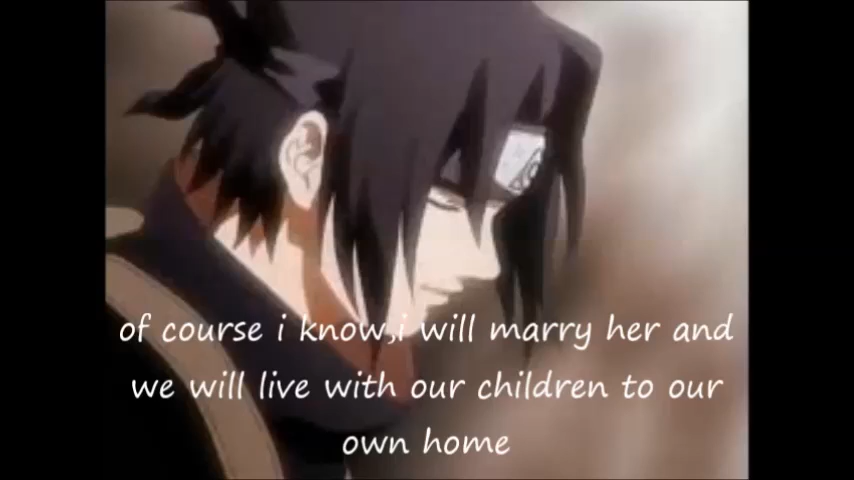 of course i know,i will marry her and
we will live with our children to our
own home